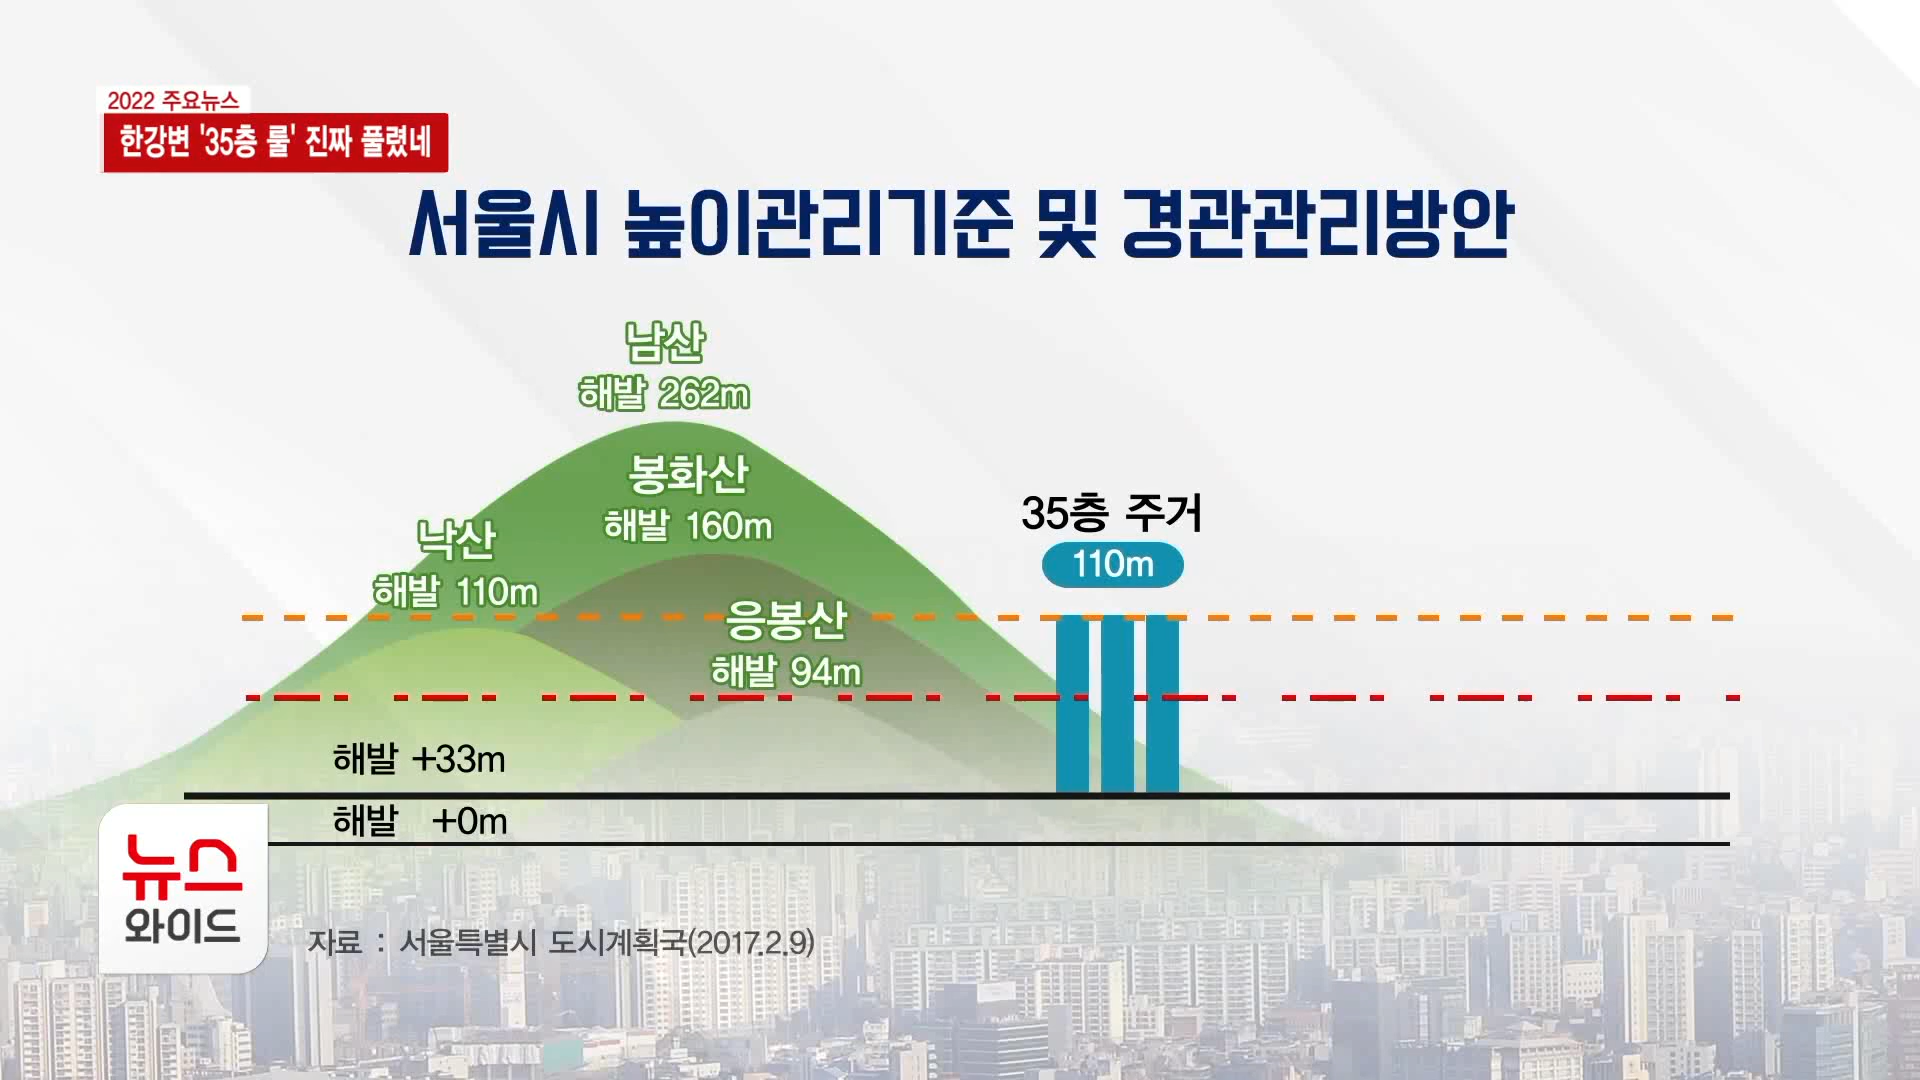 2022 주요뉴스
한강변 '35층 룰' 진짜 풀렸네
서울시 높이관리기준 및 경관관리방안
남산
해발 262m
봉화산
해발 160m
낙산
해발 110m
응봉산
해발 94m
35층 주거
110m
해발 +33m
해발 +0m
뉴스
와이드
자료 : 서울특별시 도시계획국(2017.2.9)